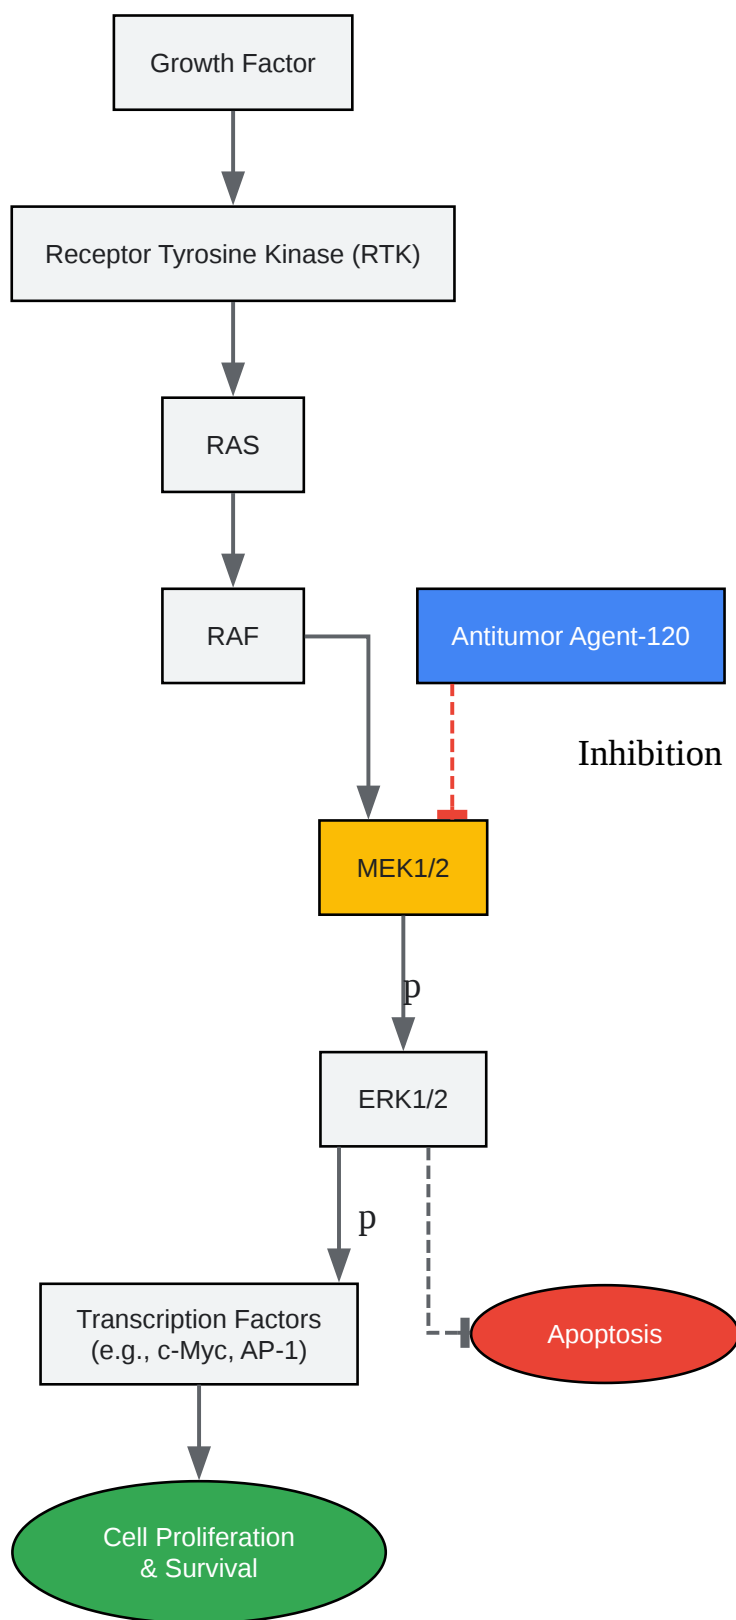 Growth Factor
Receptor Tyrosine Kinase (RTK)
RAS
RAF
Antitumor Agent-120
Inhibition
MEK1/2
p
ERK1/2
p
Transcription Factors
(e.g., c-Myc, AP-1)
Apoptosis
Cell Proliferation
& Survival